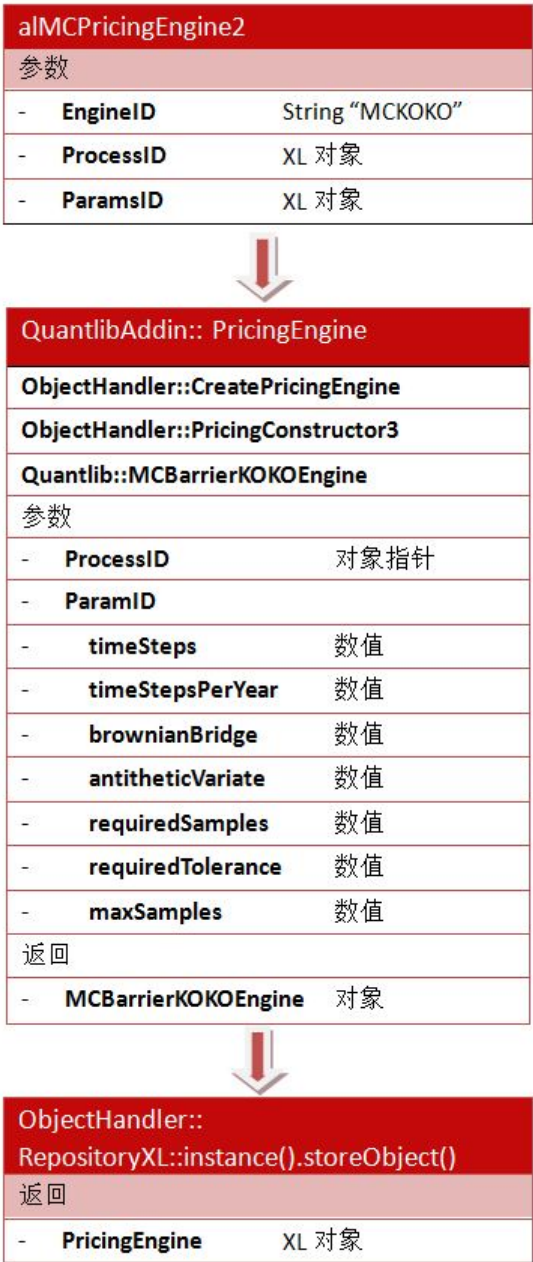 alMCPricingEngine2
参数
- EngineID String “MCKOKO”
- ProcessID XL 对象
- ParamsID XL 对象
QuantlibAddin:: PricingEngine
ObjectHandler::CreatePricingEngine
ObjectHandler::PricingConstructor3
Quantlib::MCBarrierKOKOEngine
参数
- ProcessID 对象指针
- ParamID
- timeSteps 数值
- timeStepsPerYear 数值
- brownianBridge 数值
- antitheticVariate 数值
- requiredSamples 数值
- requiredTolerance 数值
- maxSamples 数值
返回
- MCBarrierKOKOEngine 对象
ObjectHandler::
RepositoryXL::instance().storeObject()
返回
- PricingEngine XL 对象